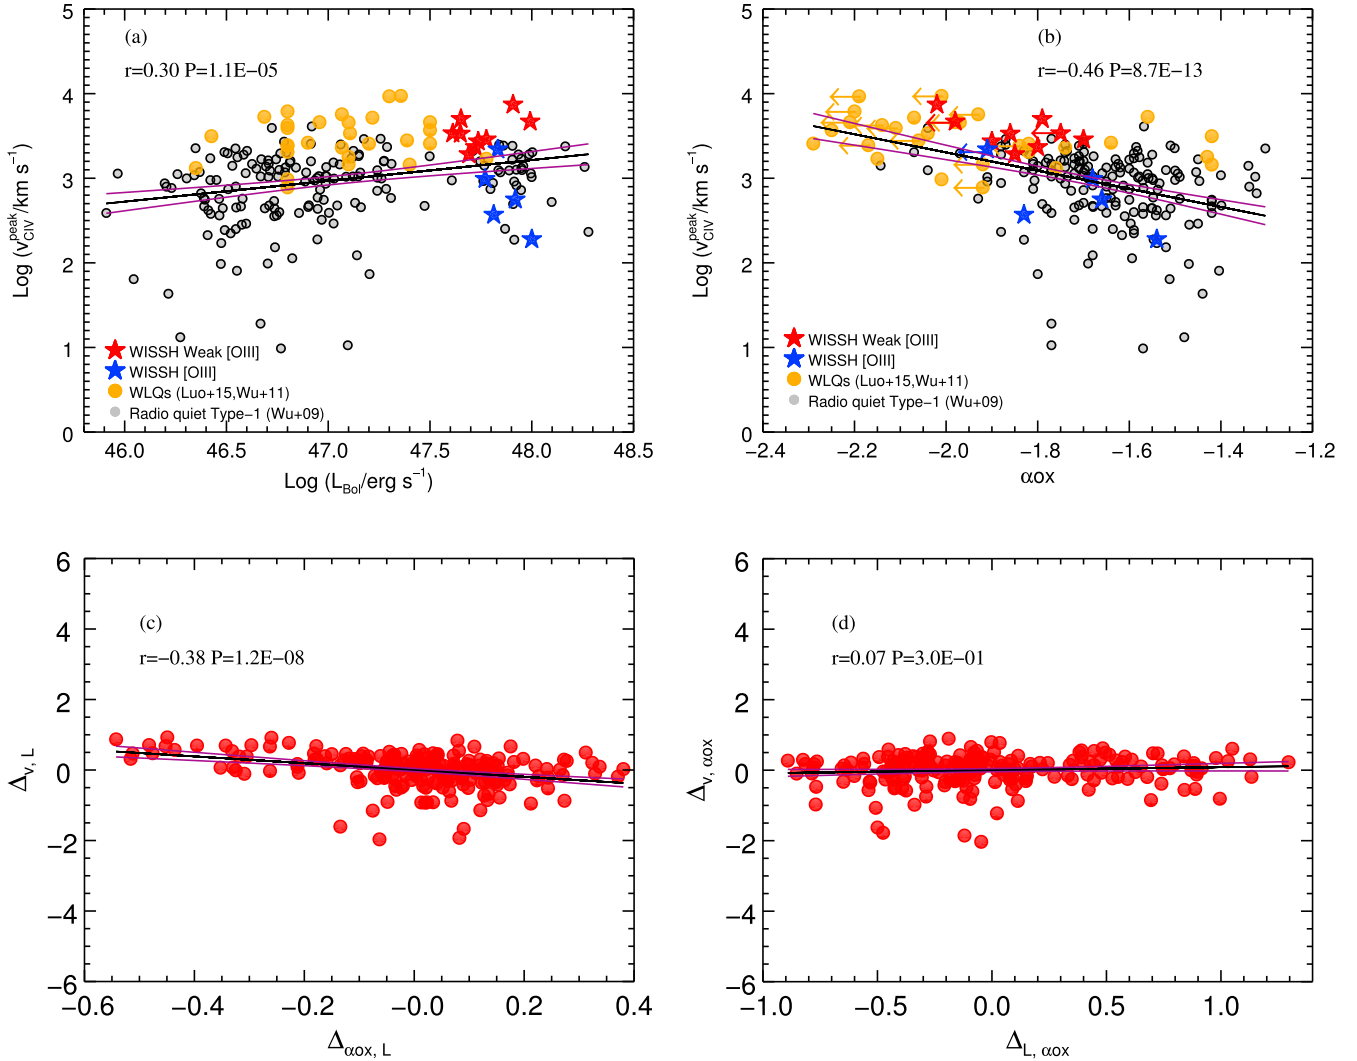 (a)
r=0.30 P=1.1E−05
5
4
3
2
1
0
Log (v^peak_CIV/km s^−1)
WISSH Weak [OIII]
WISSH [OIII]
WLQs (Luo+15,Wu+11)
Radio quiet Type−1 (Wu+09)
46.0 46.5 47.0 47.5 48.0 48.5
Log (L_Bol/erg s^−1)
(b)
r=−0.46 P=8.7E−13
5
4
3
2
1
0
Log (v^peak_CIV/km s^−1)
WISSH Weak [OIII]
WISSH [OIII]
WLQs (Luo+15,Wu+11)
Radio quiet Type−1 (Wu+09)
−2.4 −2.2 −2.0 −1.8 −1.6 −1.4 −1.2
αox
(c)
r=−0.38 P=1.2E−08
6
4
2
0
−2
−4
−6
Δv, L
−0.6 −0.4 −0.2 −0.0 0.2 0.4
Δαox, L
(d)
r=0.07 P=3.0E−01
6
4
2
0
−2
−4
−6
Δv, αox
−1.0 −0.5 0.0 0.5 1.0
ΔL, αox